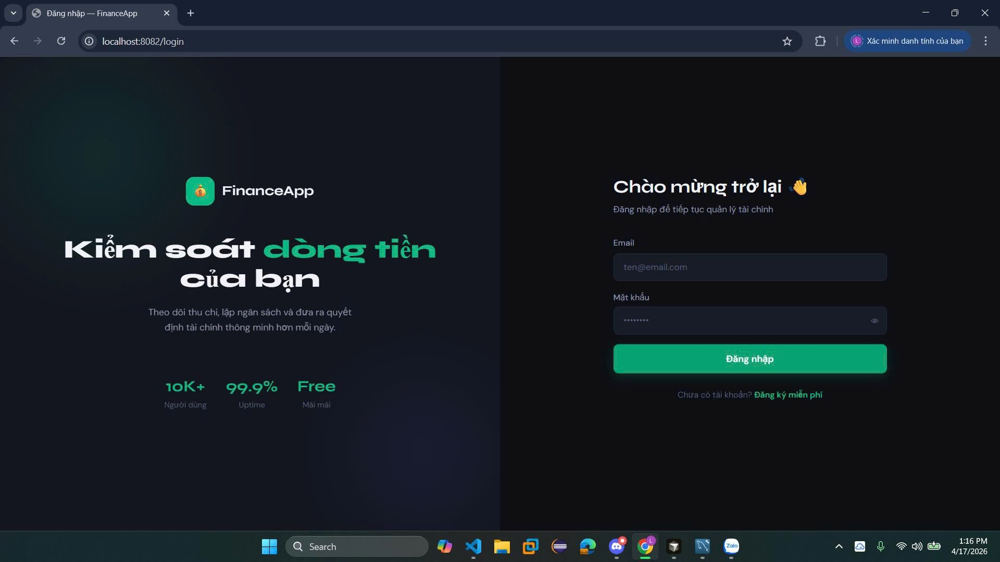 Đăng nhập — FinanceApp
localhost:8082/login
L
Xác minh danh tính của bạn
FinanceApp
Kiểm soát dòng tiền
của bạn
Theo dõi thu chi, lập ngân sách và đưa ra quyết
định tài chính thông minh hơn mỗi ngày.
10K+ 99.9% Free
Người dùng Uptime Mãi mãi
Chào mừng trở lại 👋
Đăng nhập để tiếp tục quản lý tài chính
Email
ten@email.com
Mật khẩu
••••••••
Đăng nhập
Chưa có tài khoản? Đăng ký miễn phí
Search
L
Zalo
1:16 PM
4/17/2026